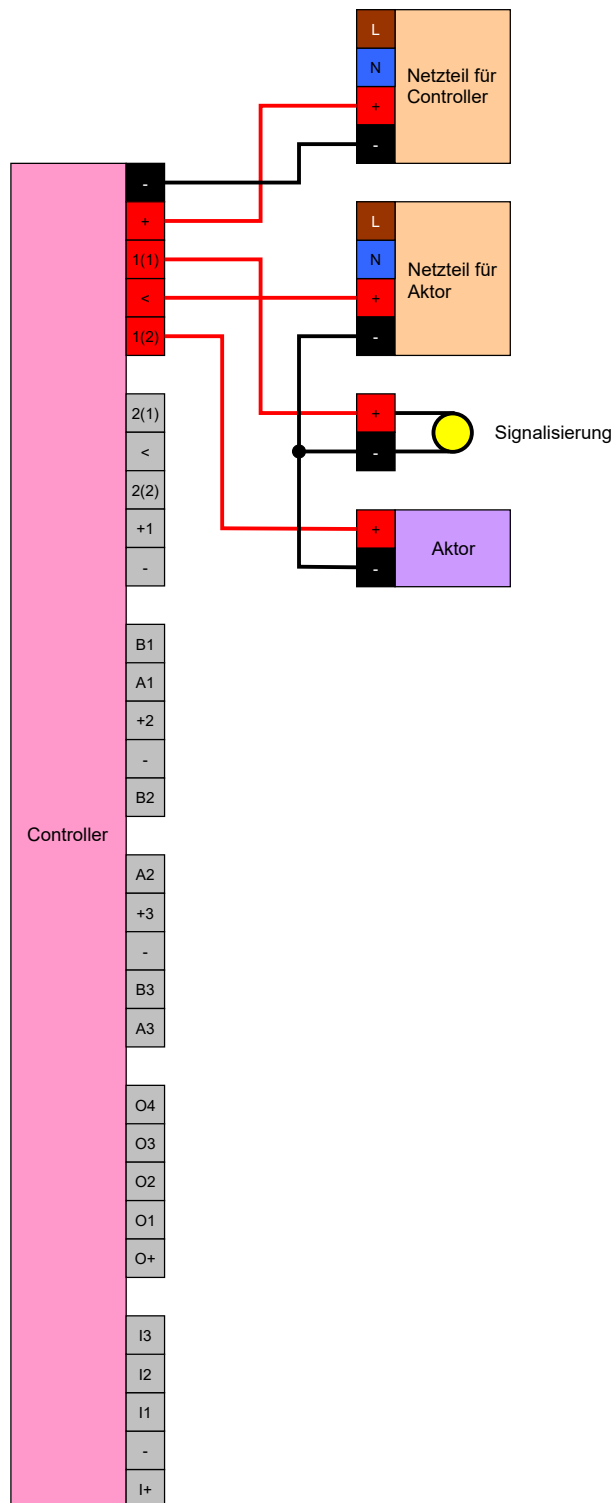 L
N
+
-
Netzteil für
Controller
-
+
1(1)
<
1(2)
L
N
+
-
Netzteil für
Aktor
2(1)
<
2(2)
+1
-
+
-
Signalisierung
+
-
Aktor
B1
A1
+2
-
B2
Controller
A2
+3
-
B3
A3
O4
O3
O2
O1
O+
I3
I2
I1
-
I+